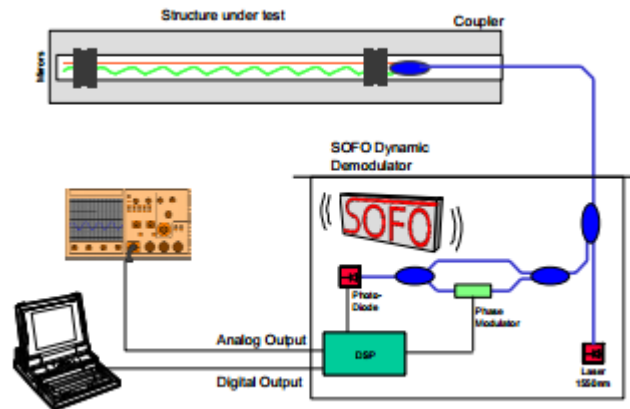 Structure under test
Coupler
Mirrors
SOFO Dynamic
Demodulator
SOFO
Photo-
Diode
Phase
Modulator
Analog Output
DSP
Laser
1550nm
Digital Output